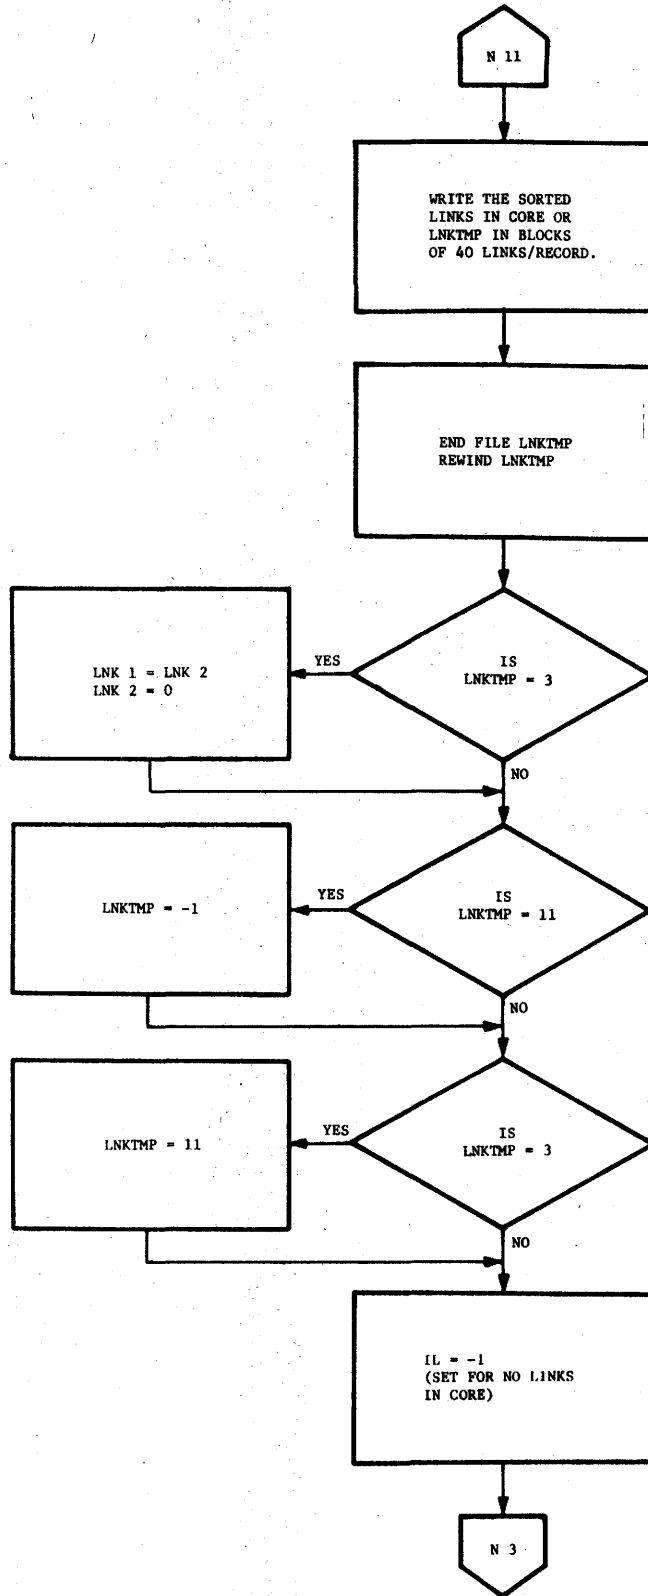 N 11
WRITE THE SORTED
LINKS IN CORE OR
LNKTMP IN BLOCKS
OF 40 LINKS/RECORD.
END FILE LNKTMP
REWIND LNKTMP
IS
LNKTMP = 3
YES
LNK 1 = LNK 2
LNK 2 = 0
NO
IS
LNKTMP = 11
YES
LNKTMP = -1
NO
IS
LNKTMP = 3
YES
LNKTMP = 11
NO
IL = -1
(SET FOR NO LINKS
IN CORE)
N 3